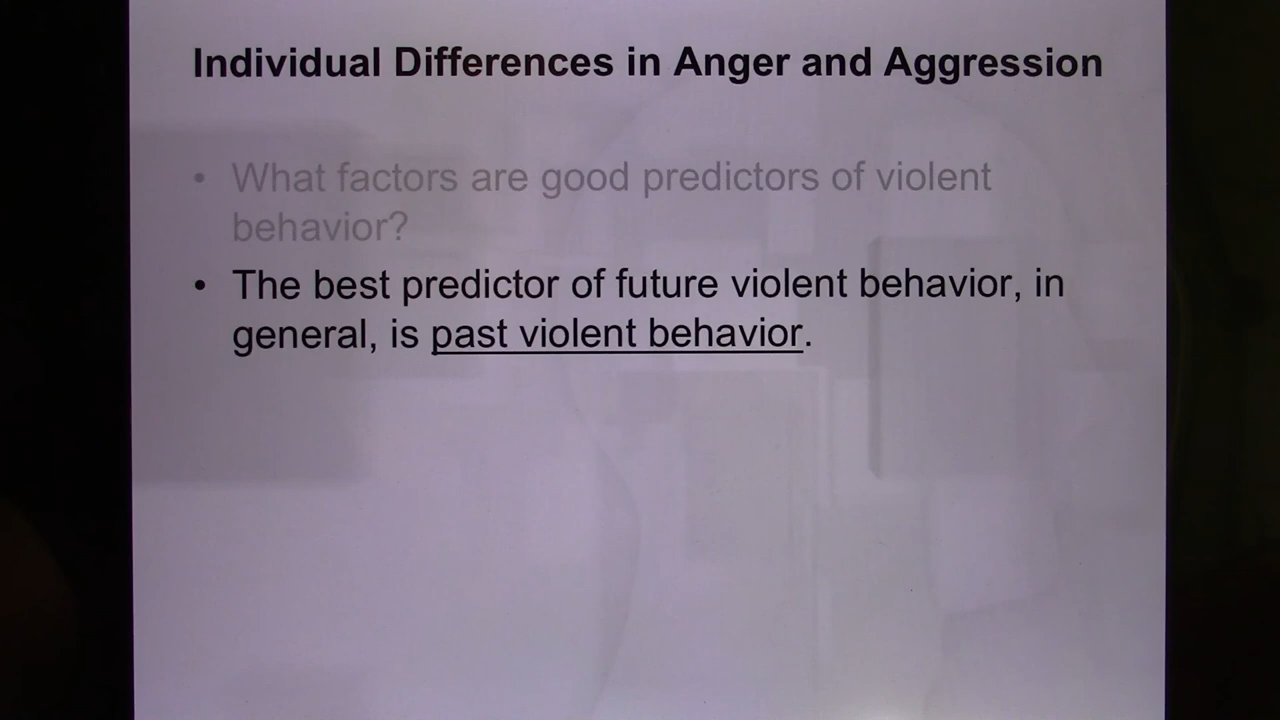 Individual Differences in Anger and Aggression
• What factors are good predictors of violent
behavior?
• The best predictor of future violent behavior, in
general, is past violent behavior.